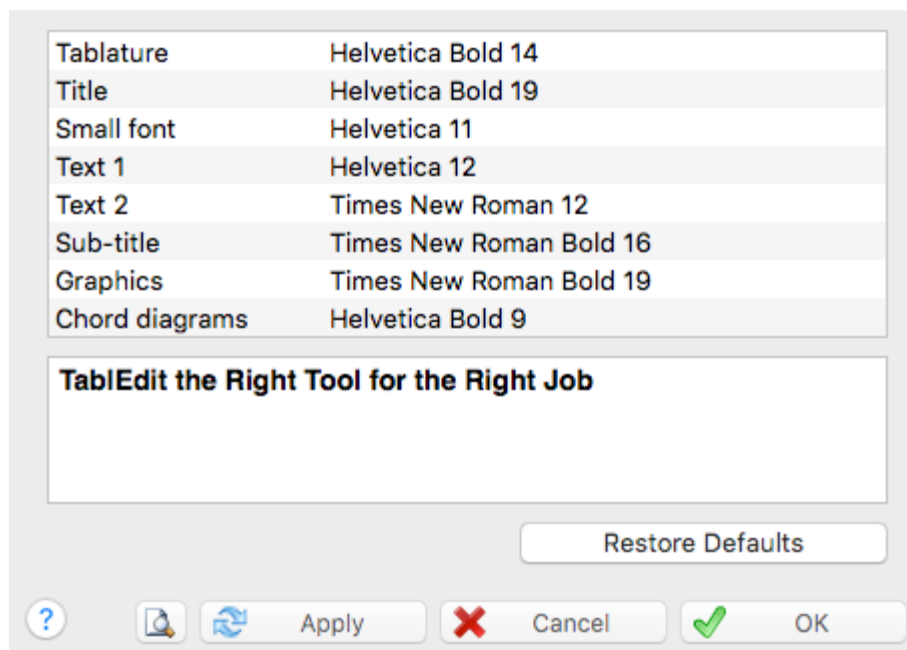 Tablature Helvetica Bold 14
Title Helvetica Bold 19
Small font Helvetica 11
Text 1 Helvetica 12
Text 2 Times New Roman 12
Sub-title Times New Roman Bold 16
Graphics Times New Roman Bold 19
Chord diagrams Helvetica Bold 9
TablEdit the Right Tool for the Right Job
Restore Defaults
? Apply Cancel OK